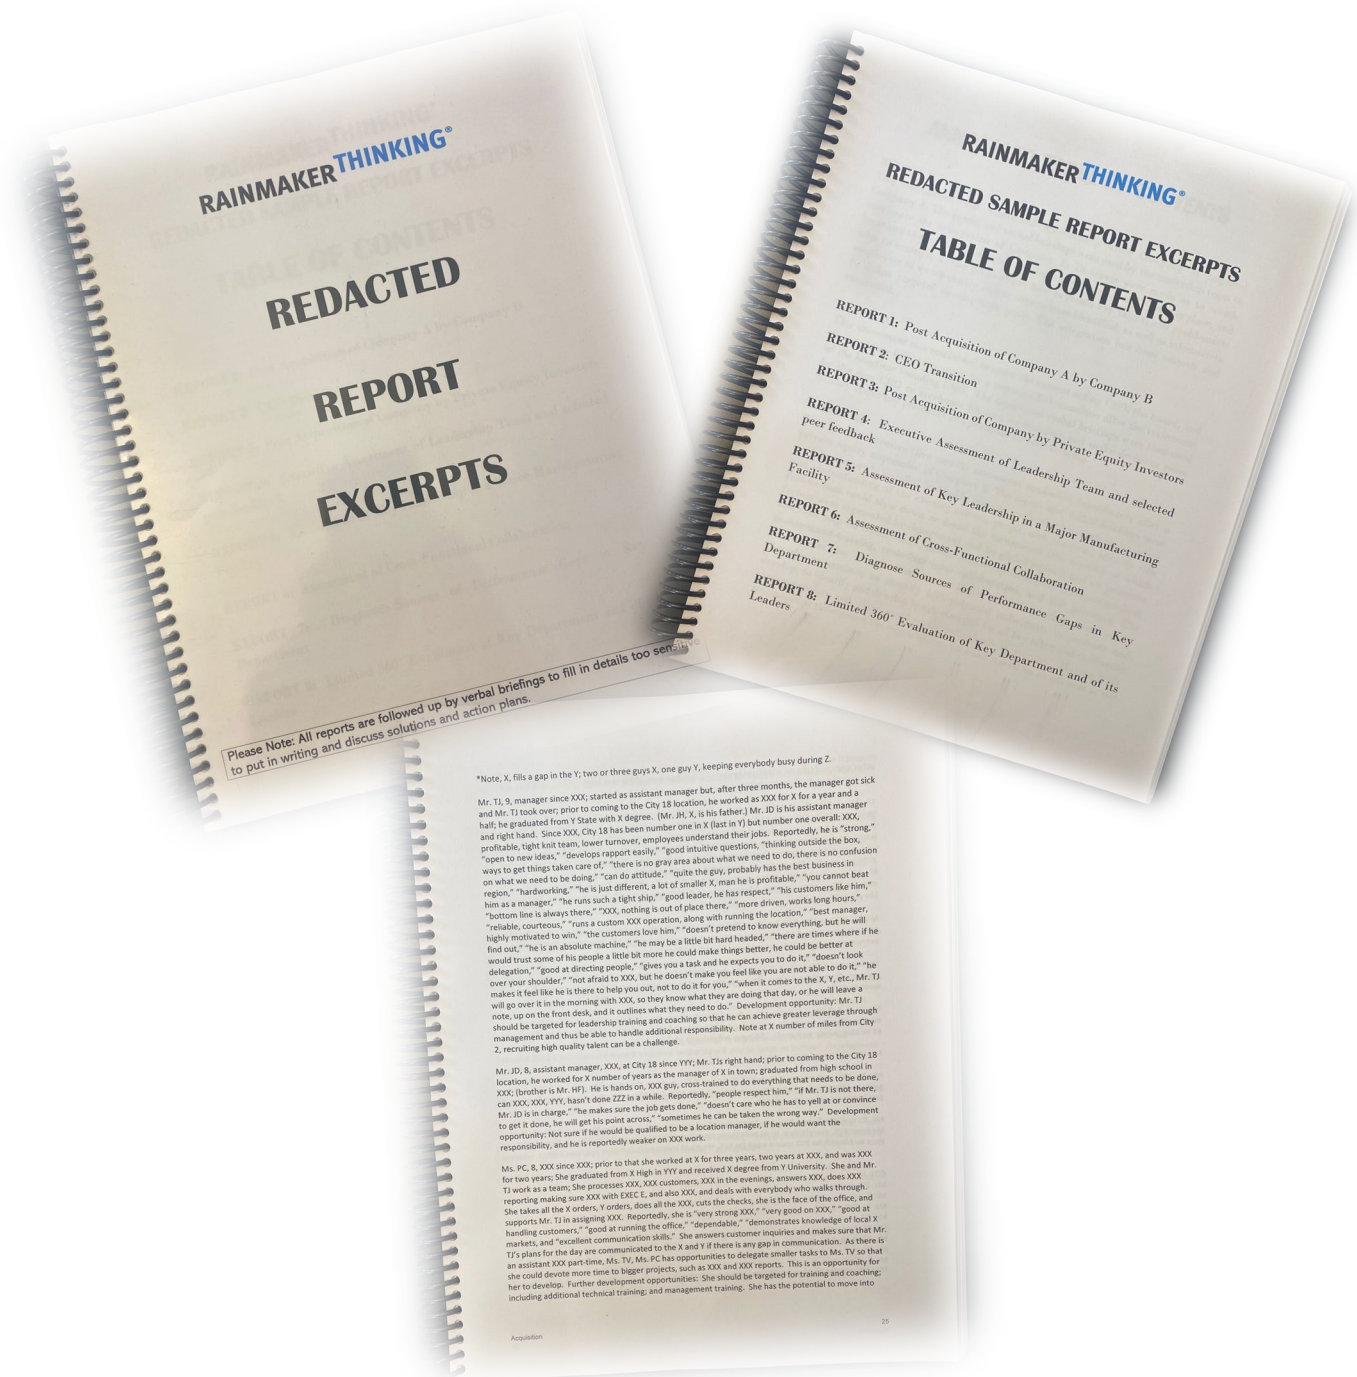 RAINMAKERTHINKING®
REDACTED
REPORT
EXCERPTS
Please Note: All reports are followed up by verbal briefings to fill in details too sensitive
to put in writing and discuss solutions and action plans.
RAINMAKERTHINKING®
REDACTED SAMPLE REPORT EXCERPTS
TABLE OF CONTENTS
REPORT 1: Post Acquisition of Company A by Company B
REPORT 2: CEO Transition
REPORT 3: Post Acquisition of Company by Private Equity Investors
REPORT 4: Executive Assessment of Leadership Team and selected
peer feedback
REPORT 5: Assessment of Key Leadership in a Major Manufacturing
Facility
REPORT 6: Assessment of Cross-Functional Collaboration
REPORT 7: Diagnose Sources of Performance Gaps in Key
Department
REPORT 8: Limited 360° Evaluation of Key Department and of its
Leaders
*Note, X, fills a gap in the Y; two or three guys X, one guy Y, keeping everybody busy during Z.
Mr. TJ, 9, manager since XXX; started as assistant manager but, after three months, the manager got sick
and Mr. TJ took over; prior to coming to the City 18 location, he worked as XXX for X for a year and a
half; he graduated from Y State with X degree. (Mr. JH, X, is his father.) Mr. JD is his assistant manager
and right hand. Since XXX, City 18 has been number one in X (last in Y) but number one overall: XXX,
profitable, tight knit team, lower turnover, employees understand their jobs. Reportedly, he is "strong,"
"open to new ideas," "develops rapport easily," "good intuitive questions, "thinking outside the box,
ways to get things taken care of," "there is no gray area about what we need to do, there is no confusion
on what we need to be doing," "can do attitude," "quite the guy, probably has the best business in
region," "hardworking," "he is just different, a lot of smaller X, man he is profitable," "you cannot beat
him as a manager," "he runs such a tight ship," "good leader, he has respect," "his customers like him,"
"bottom line is always there," "XXX, nothing is out of place there," "more driven, works long hours,"
"reliable, courteous," "runs a custom XXX operation, along with running the location," "best manager,
highly motivated to win," "the customers love him," "doesn't pretend to know everything, but he will
find out," "he is an absolute machine," "he may be a little bit hard headed," "there are times where if he
would trust some of his people a little bit more he could make things better, he could be better at
delegation," "good at directing people," "gives you a task and he expects you to do it," "doesn't look
over your shoulder," "not afraid to XXX, but he doesn't make you feel like you are not able to do it," "he
makes it feel like he is there to help you out, not to do it for you," "when it comes to the X, Y, etc., Mr. TJ
will go over it in the morning with XXX, so they know what they are doing that day, or he will leave a
note, up on the front desk, and it outlines what they need to do." Development opportunity: Mr. TJ
should be targeted for leadership training and coaching so that he can achieve greater leverage through
management and thus be able to handle additional responsibility. Note at X number of miles from City
2, recruiting high quality talent can be a challenge.
Mr. JD, 8, assistant manager, XXX, at City 18 since YYY; Mr. TJs right hand; prior to coming to the City 18
location, he worked for X number of years as the manager of X in town; graduated from high school in
XXX; (brother is Mr. HF). He is hands on, XXX guy, cross-trained to do everything that needs to be done,
can XXX, XXX, YYY, hasn't done ZZZ in a while. Reportedly, "people respect him," "if Mr. TJ is not there,
Mr. JD is in charge," "he makes sure the job gets done," "doesn't care who he has to yell at or convince
to get it done, he will get his point across," "sometimes he can be taken the wrong way." Development
opportunity: Not sure if he would be qualified to be a location manager, if he would want the
responsibility, and he is reportedly weaker on XXX work.
Ms. PC, 8, XXX since XXX; prior to that she worked at X for three years, two years at XXX, and was XXX
for two years; She graduated from X High in YYY and received X degree from Y University. She and Mr.
TJ work as a team; She processes XXX, XXX customers, XXX in the evenings, answers XXX, does XXX
reporting making sure XXX with EXEC E, and also XXX, and deals with everybody who walks through.
She takes all the X orders, Y orders, does all the XXX, cuts the checks, she is the face of the office, and
supports Mr. TJ in assigning XXX. Reportedly, she is "very strong XXX," "very good on XXX," "good at
handling customers," "good at running the office," "dependable," "demonstrates knowledge of local X
markets, and "excellent communication skills." She answers customer inquiries and makes sure that Mr.
TJ's plans for the day are communicated to the X and Y if there is any gap in communication. As there is
an assistant XXX part-time, Ms. TV, Ms. PC has opportunities to delegate smaller tasks to Ms. TV so that
she could devote more time to bigger projects, such as XXX and XXX reports. This is an opportunity for
her to develop. Further development opportunities: She should be targeted for training and coaching;
including additional technical training; and management training. She has the potential to move into
Acquisition
25